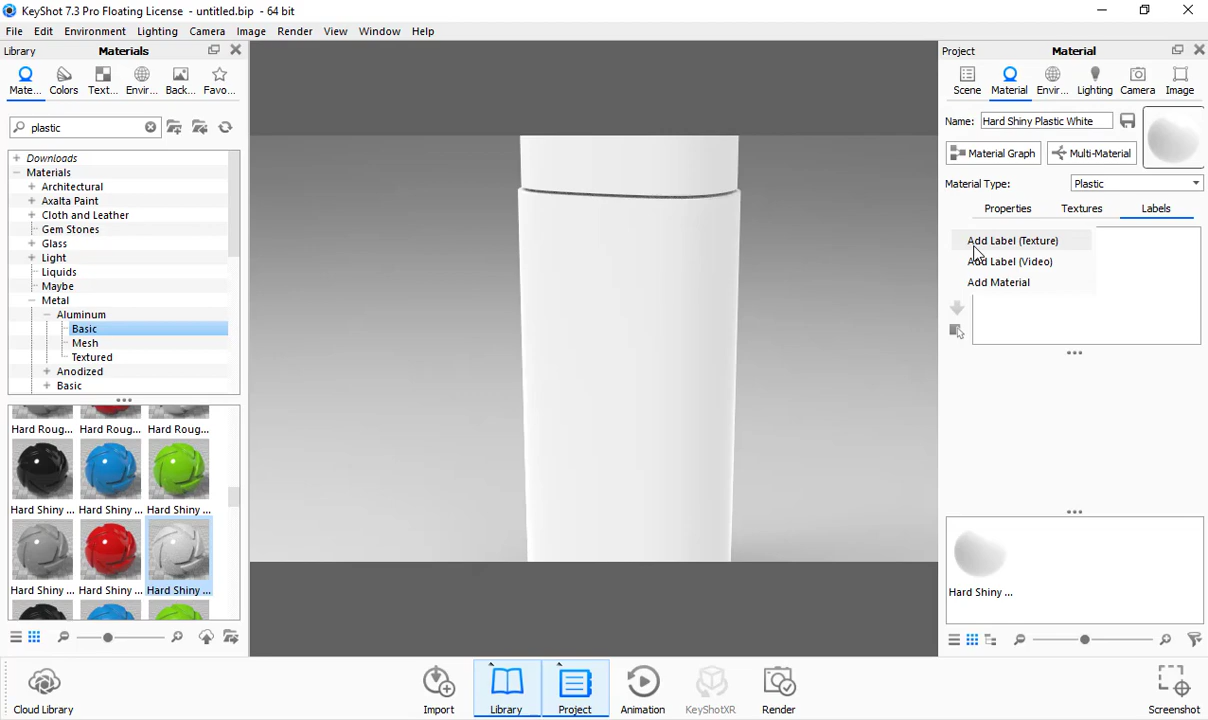 KeyShot 7.3 Pro Floating License - untitled.bip - 64 bit
File Edit Environment Lighting Camera Image Render View Window Help
Library Materials
Mate... Colors Text... Envir... Back... Favo...
plastic
Downloads
Materials
Architectural
Axalta Paint
Cloth and Leather
Gem Stones
Glass
Light
Liquids
Maybe
Metal
Aluminum
Basic
Mesh
Textured
Anodized
Basic
Hard Roug... Hard Roug... Hard Roug...
Hard Shiny ... Hard Shiny ... Hard Shiny ...
Hard Shiny ... Hard Shiny ... Hard Shiny ...
Project Material
Scene Material Envir... Lighting Camera Image
Name: Hard Shiny Plastic White
Material Graph Multi-Material
Material Type: Plastic
Properties Textures Labels
Add Label (Texture)
Add Label (Video)
Add Material
Hard Shiny ...
Cloud Library Import Library Project Animation KeyShotXR Render Screenshot